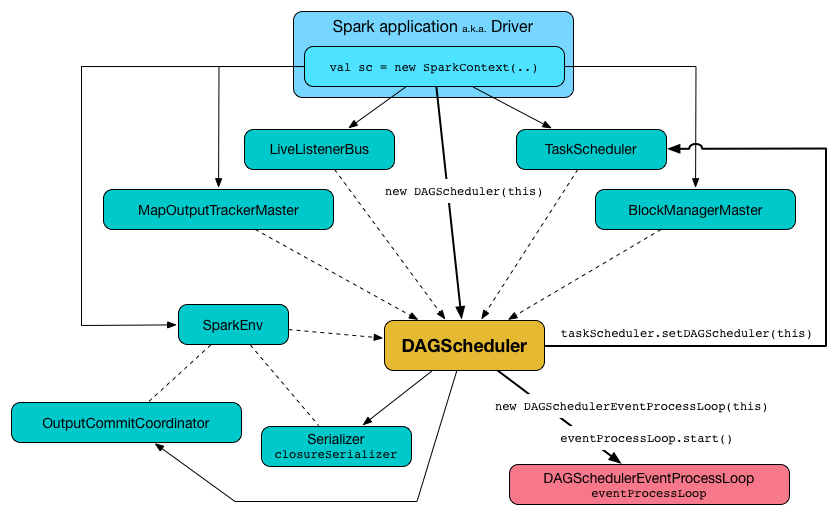 Spark application a.k.a. Driver
val sc = new SparkContext(..)
LiveListenerBus
TaskScheduler
new DAGScheduler(this)
MapOutputTrackerMaster
BlockManagerMaster
SparkEnv
DAGScheduler
taskScheduler.setDAGScheduler(this)
new DAGSchedulerEventProcessLoop(this)
OutputCommitCoordinator
Serializer
closureSerializer
eventProcessLoop.start()
DAGSchedulerEventProcessLoop
eventProcessLoop